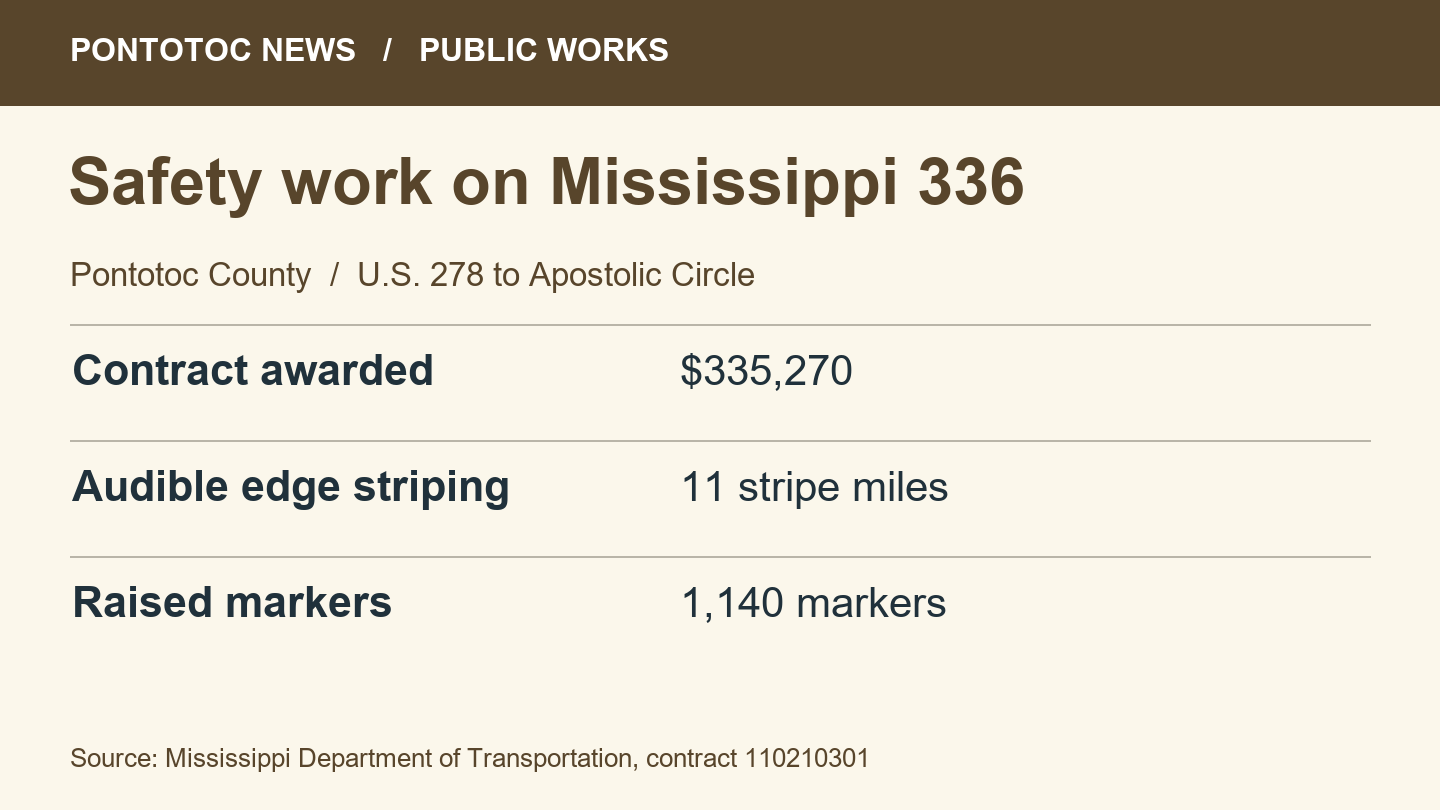 PONTOTOC NEWS / PUBLIC WORKS
Safety work on Mississippi 336
Pontotoc County / U.S. 278 to Apostolic Circle
Contract awarded $335,270
Audible edge striping 11 stripe miles
Raised markers 1,140 markers
Source: Mississippi Department of Transportation, contract 110210301